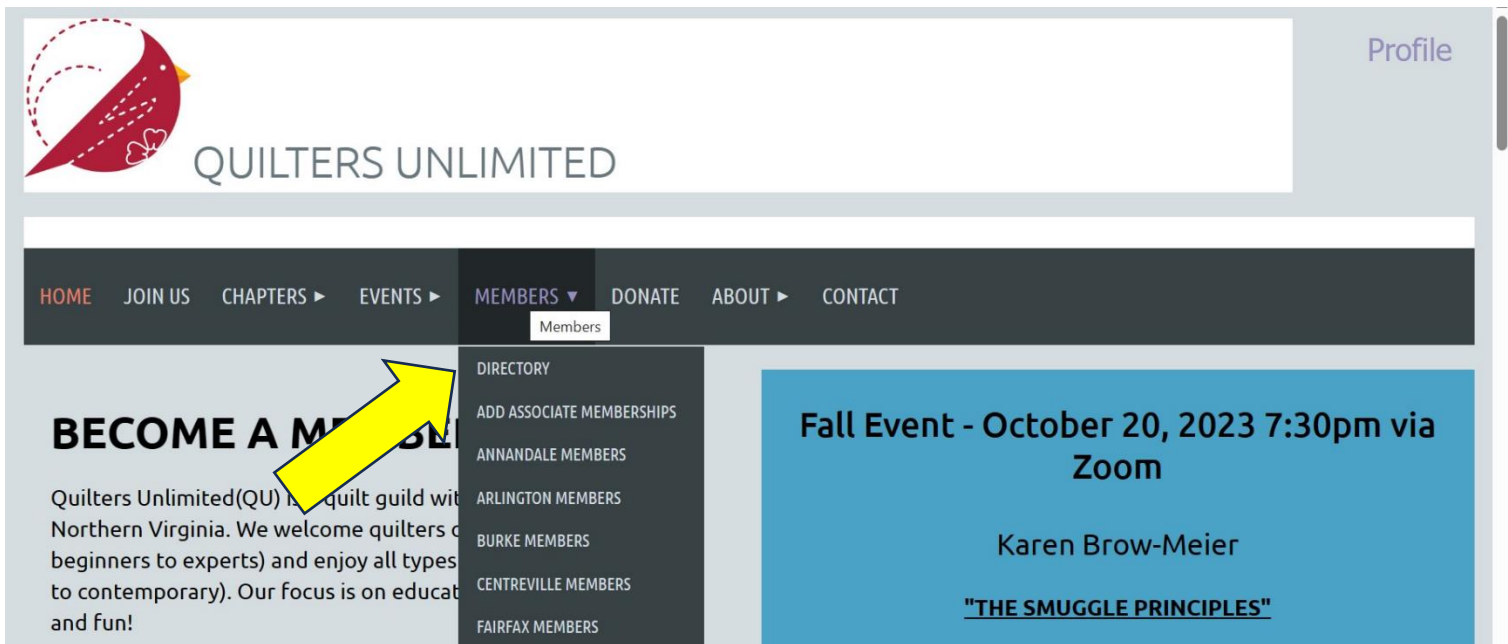 Profile
QUILTERS UNLIMITED
HOME JOIN US CHAPTERS ► EVENTS ► MEMBERS ▼ DONATE ABOUT ► CONTACT
Members
DIRECTORY
ADD ASSOCIATE MEMBERSHIPS
ANNANDALE MEMBERS
ARLINGTON MEMBERS
BURKE MEMBERS
CENTREVILLE MEMBERS
FAIRFAX MEMBERS
BECOME A
Quilters Unlimited(QU) quilt guild
Northern Virginia. We welcome quilters
beginners to experts) and enjoy all types
to contemporary). Our focus is on
and fun!
Fall Event - October 20, 2023 7:30pm via
Zoom
Karen Brow-Meier
"THE SMUGGLE PRINCIPLES"